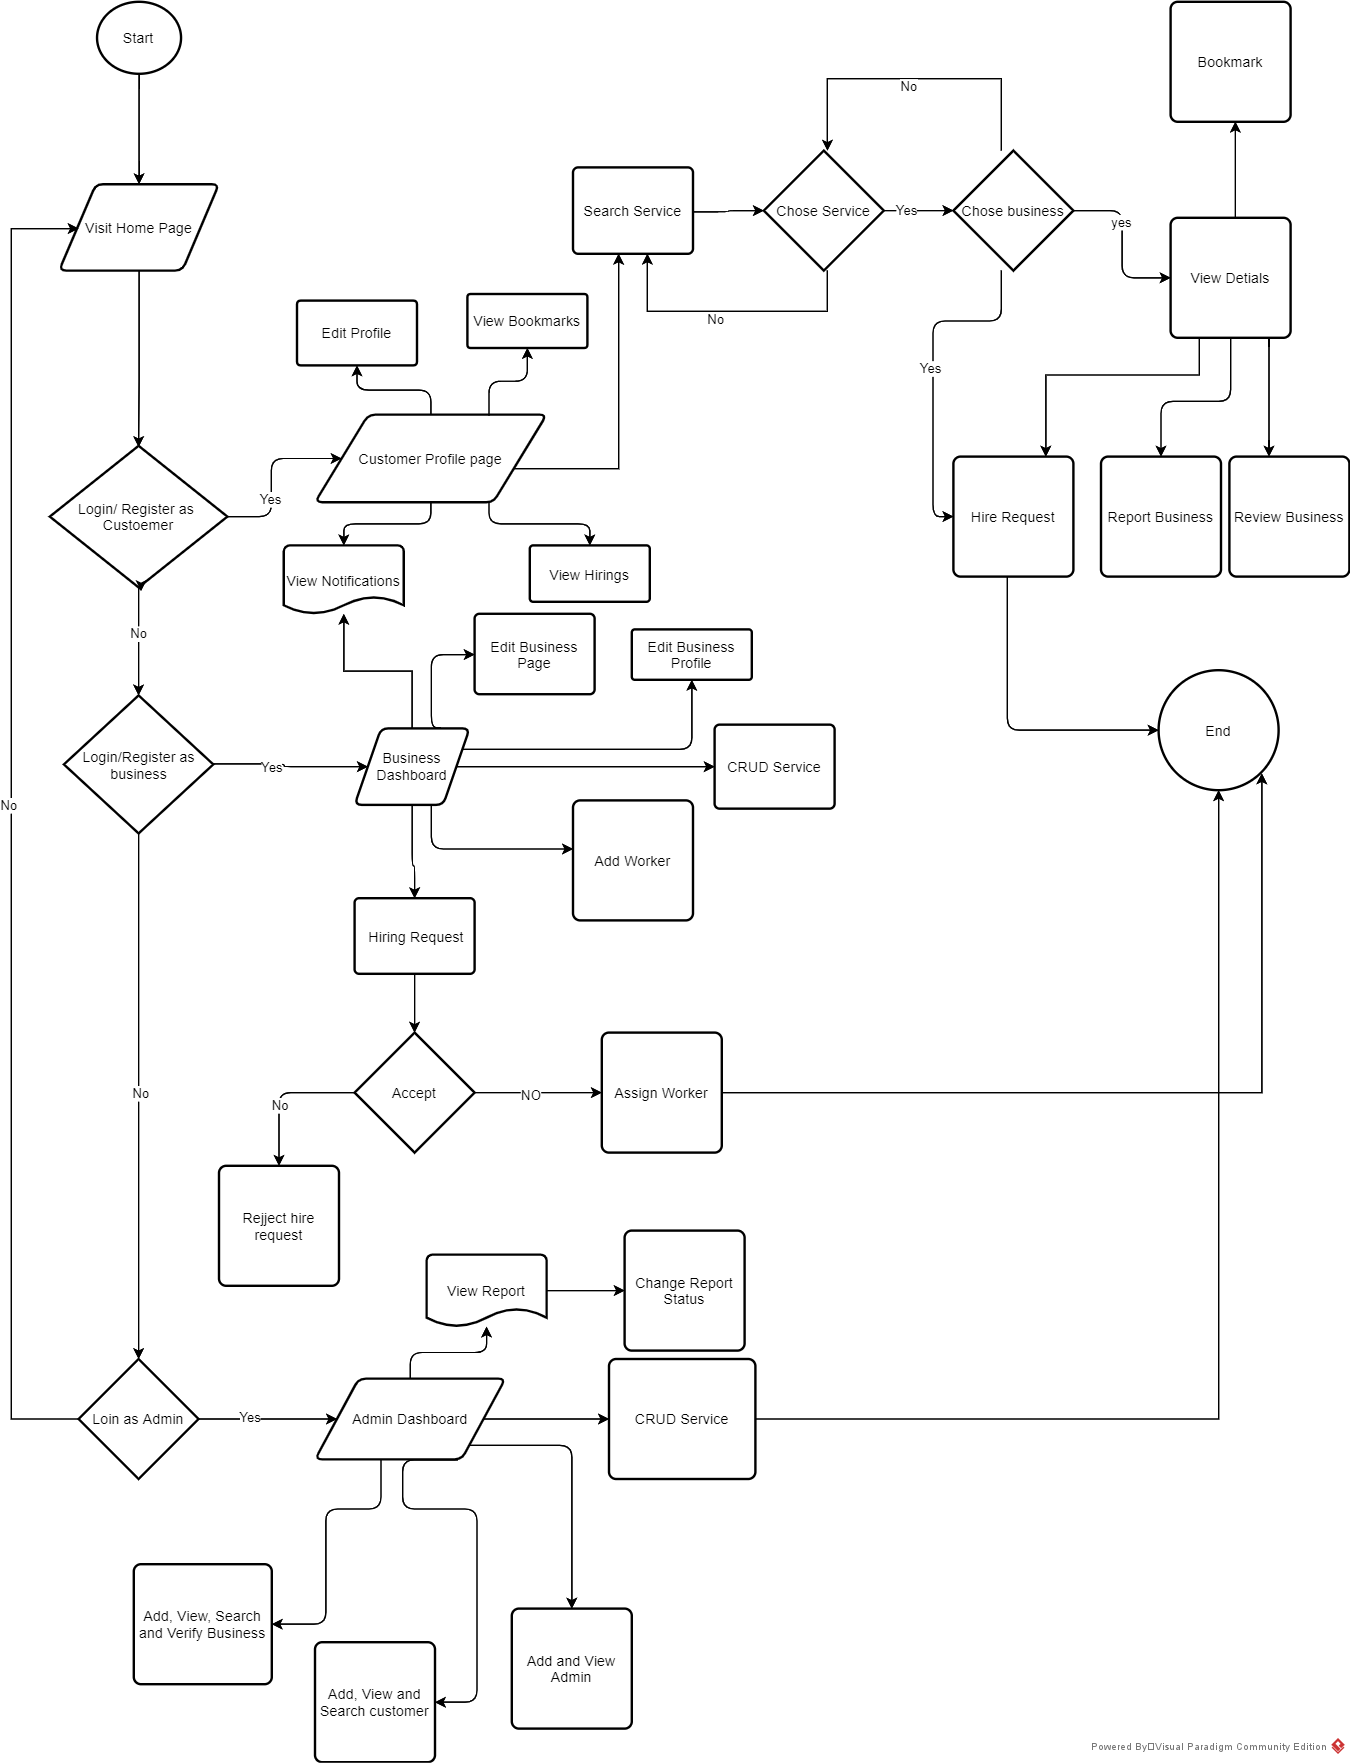 Start
Bookmark
No
Visit Home Page
Search Service
Chose Service
Yes
Chose business
yes
View Detials
No
Edit Profile
View Bookmarks
Yes
Customer Profile page
Yes
Login/ Register as
Custoemer
Hire Request
Report Business
Review Business
View Notifications
View Hirings
No
Edit Business
Page
Edit Business
Profile
End
Login/Register as
business
Yes
Business
Dashboard
CRUD Service
No
Add Worker
Hiring Request
No
Accept
NO
Assign Worker
No
Rejject hire
request
View Report
Change Report
Status
Loin as Admin
Yes
Admin Dashboard
CRUD Service
Add, View, Search
and Verify Business
Add, View and
Search customer
Add and View
Admin
Powered By Visual Paradigm Community Edition